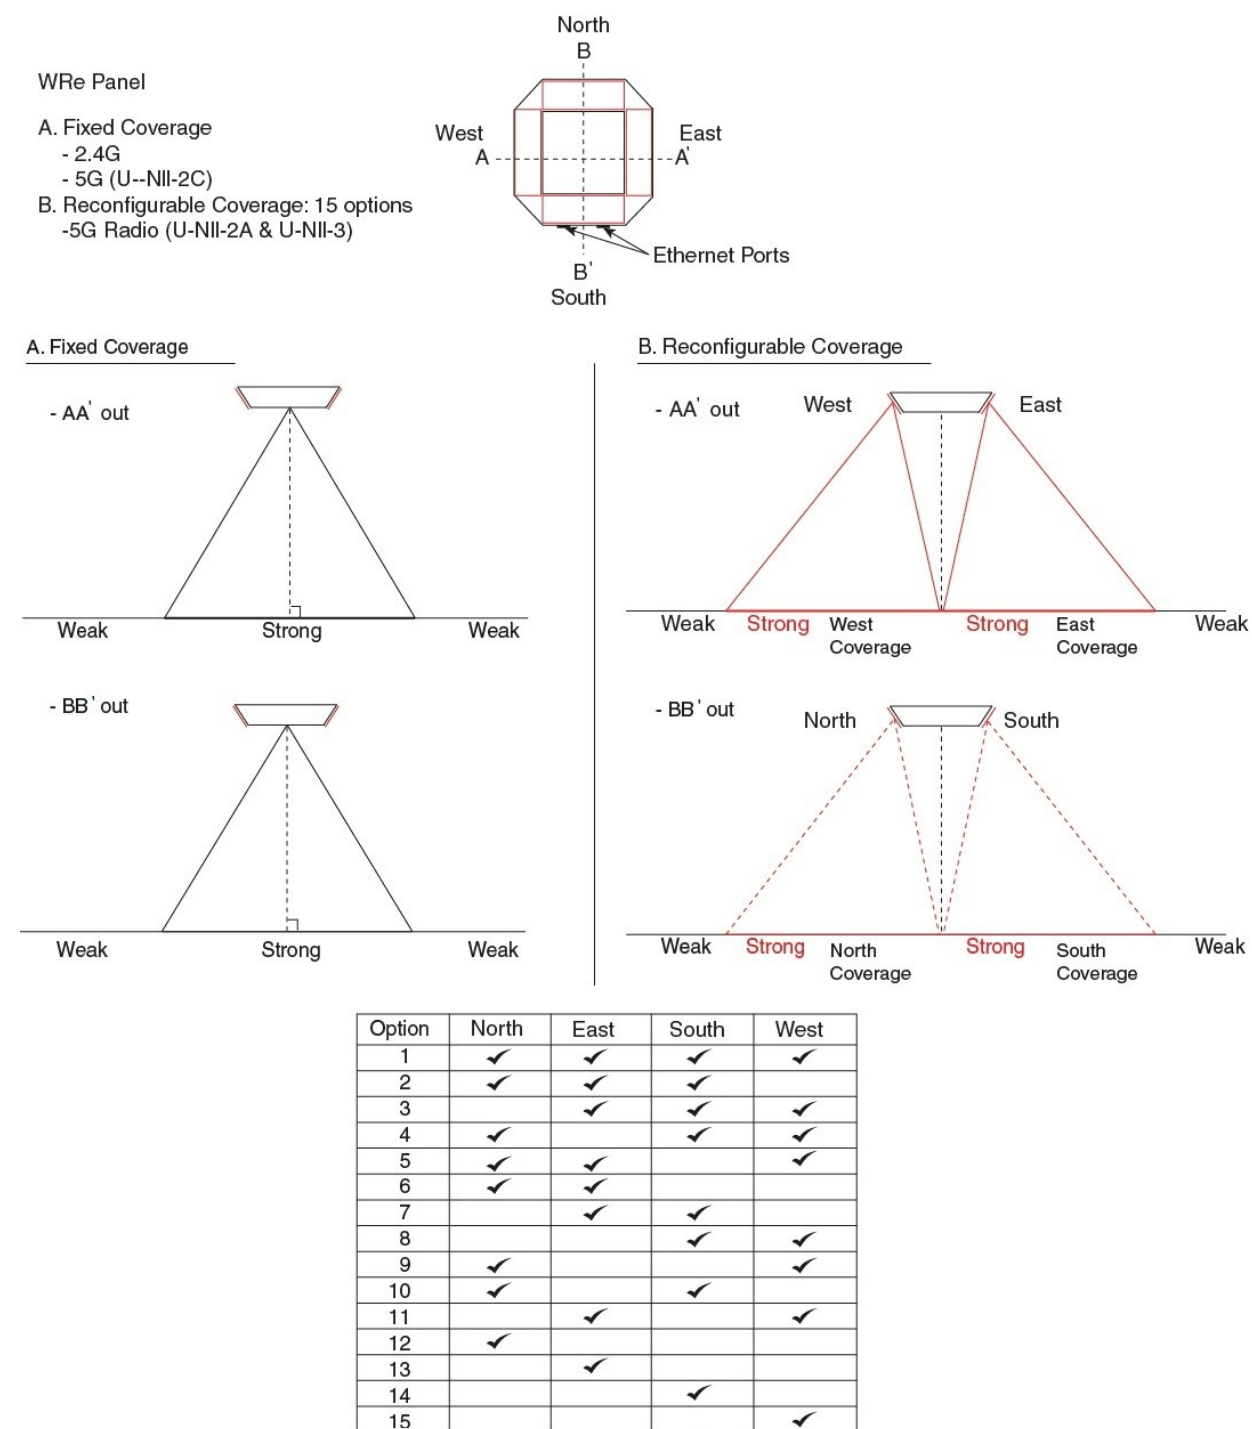 North
B
WRe Panel
A. Fixed Coverage
- 2.4G
- 5G (U--NII-2C)
B. Reconfigurable Coverage: 15 options
-5G Radio (U-NII-2A & U-NII-3)
West East
A A'
Ethernet Ports
B'
South
A. Fixed Coverage
- AA' out
Weak Strong Weak
- BB' out
Weak Strong Weak
B. Reconfigurable Coverage
- AA' out West East
Weak Strong West Coverage Strong East Coverage Weak
- BB' out North South
Weak Strong North Coverage Strong South Coverage Weak
Option North East South West
1 ✓ ✓ ✓ ✓
2 ✓ ✓ ✓
3 ✓ ✓ ✓
4 ✓ ✓ ✓
5 ✓ ✓ ✓
6 ✓ ✓
7 ✓ ✓
8 ✓ ✓
9 ✓ ✓
10 ✓ ✓
11 ✓ ✓
12 ✓
13 ✓
14 ✓
15 ✓